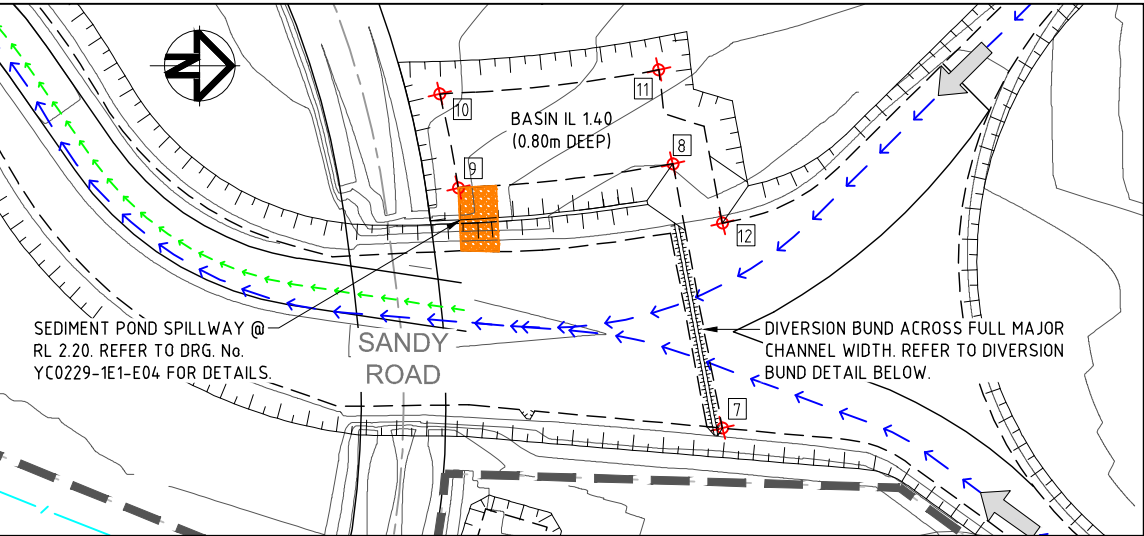 N
10
11
BASIN IL 1.40
(0.80m DEEP)
8
9
12
SEDIMENT POND SPILLWAY @
RL 2.20. REFER TO DRG. No.
YC0229-1E1-E04 FOR DETAILS.
SANDY
ROAD
DIVERSION BUND ACROSS FULL MAJOR
CHANNEL WIDTH. REFER TO DIVERSION
BUND DETAIL BELOW.
7